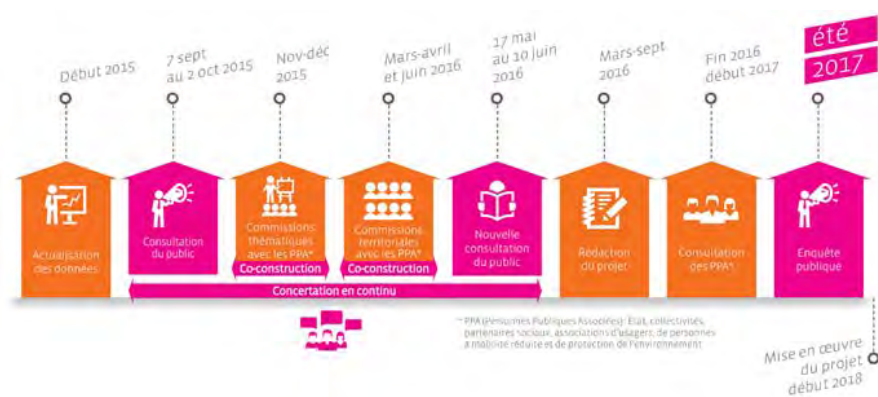 Début 2015
7 sept
au 2 oct 2015
Nov-déc
2015
Mars-avril
et juin 2016
17 mai
au 10 juin
2016
Mars-sept
2016
Fin 2016
début 2017
été
2017
Actualisation
des données
Consultation
du public
Commissions
thématiques
avec les PPA*
Co-construction
Commissions
territoriales
avec les PPA*
Co-construction
Nouvelle
consultation
du public
Rédaction
du projet
Consultation
des PPA*
Enquête
publique
Concertation en continu
* PPA (Personnes Publiques Associées) : Etat, collectivités,
partenaires sociaux, association d'usagers, de personnes
à mobilité réduite et de protection de l'environnement
Mise en œuvre
du projet
début 2018